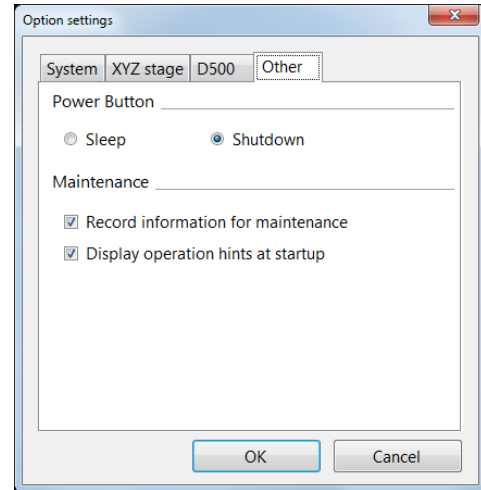 Option settings
System XYZ stage D500 Other
Power Button
Sleep Shutdown
Maintenance
Record information for maintenance
Display operation hints at startup
OK Cancel